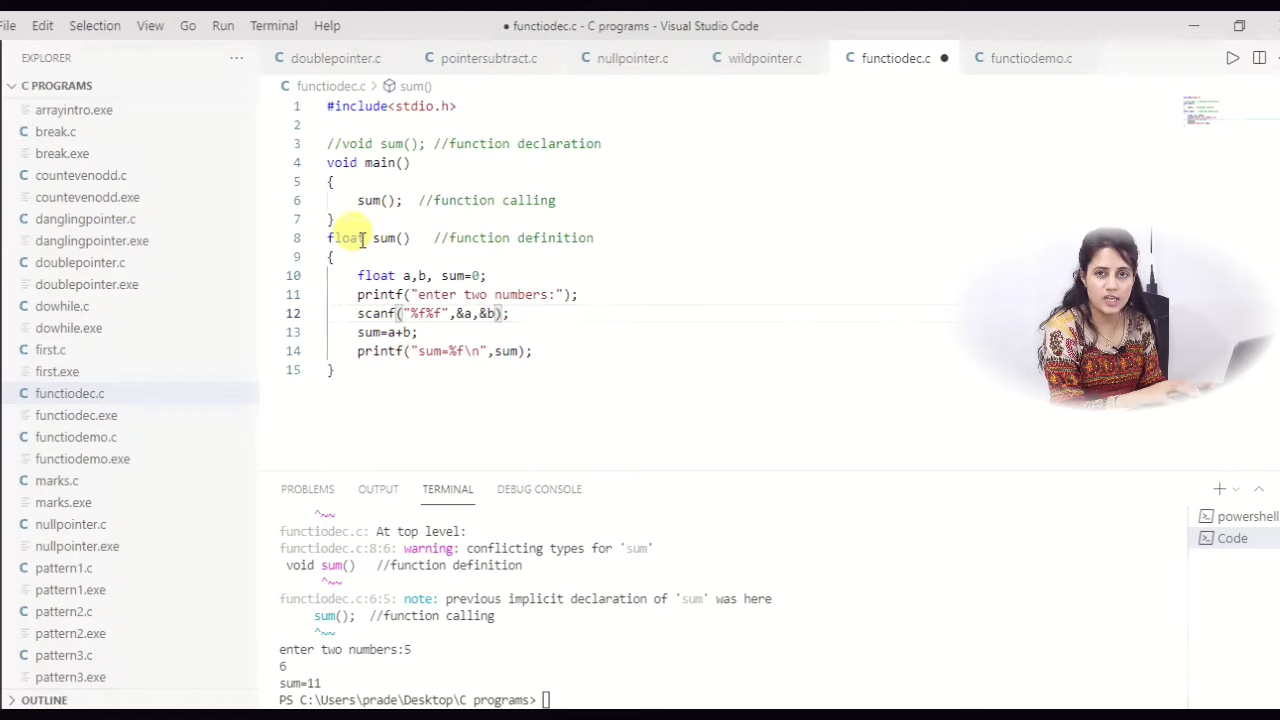 File Edit Selection View Go Run Terminal Help
● functiodec.c - C programs - Visual Studio Code
EXPLORER
doublepointer.c pointersubtract.c nullpointer.c wildpointer.c functiodec.c ● functiodemo.c
C PROGRAMS
functiodec.c > sum()
arrayintro.exe
break.c
break.exe
countevenodd.c
countevenodd.exe
danglingpointer.c
danglingpointer.exe
doublepointer.c
doublepointer.exe
dowhile.c
dowhile.exe
first.c
first.exe
functiodec.c
functiodec.exe
functiodemo.c
functiodemo.exe
marks.c
marks.exe
nullpointer.c
nullpointer.exe
pattern1.c
pattern1.exe
pattern2.c
pattern2.exe
pattern3.c
pattern3.exe
OUTLINE
1 #include<stdio.h>
2
3 //void sum(); //function declaration
4 void main()
5 {
6 sum(); //function calling
7 }
8 float sum() //function definition
9 {
10 float a,b, sum=0;
11 printf("enter two numbers:");
12 scanf("%f%f",&a,&b);
13 sum=a+b;
14 printf("sum=%f\n",sum);
15 }
PROBLEMS OUTPUT TERMINAL DEBUG CONSOLE
powershell
Code
^~~
functiodec.c: At top level:
functiodec.c:8:6: warning: conflicting types for 'sum'
void sum() //function definition
^~~
functiodec.c:6:5: note: previous implicit declaration of 'sum' was here
sum(); //function calling
^~~
enter two numbers:5
6
sum=11
PS C:\Users\prade\Desktop\C programs>